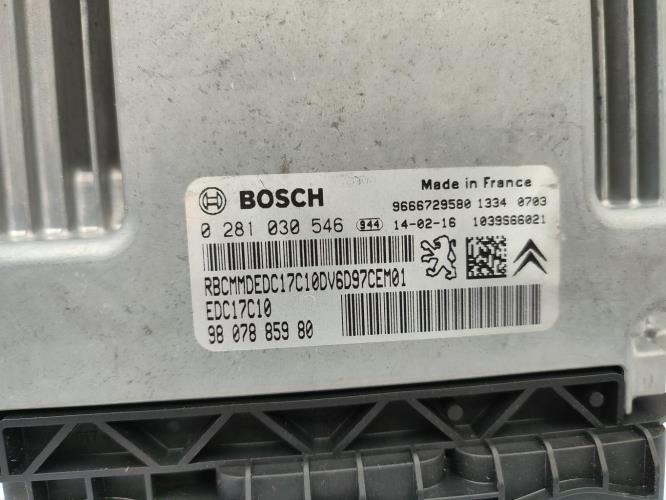 BOSCH
Made in France
9666729580 1334 0703
0 281 030 546 944 14-02-16 1039S66021
RBCMMDEDC17C10DV6D97CEM01
EDC17C10
98 078 859 80